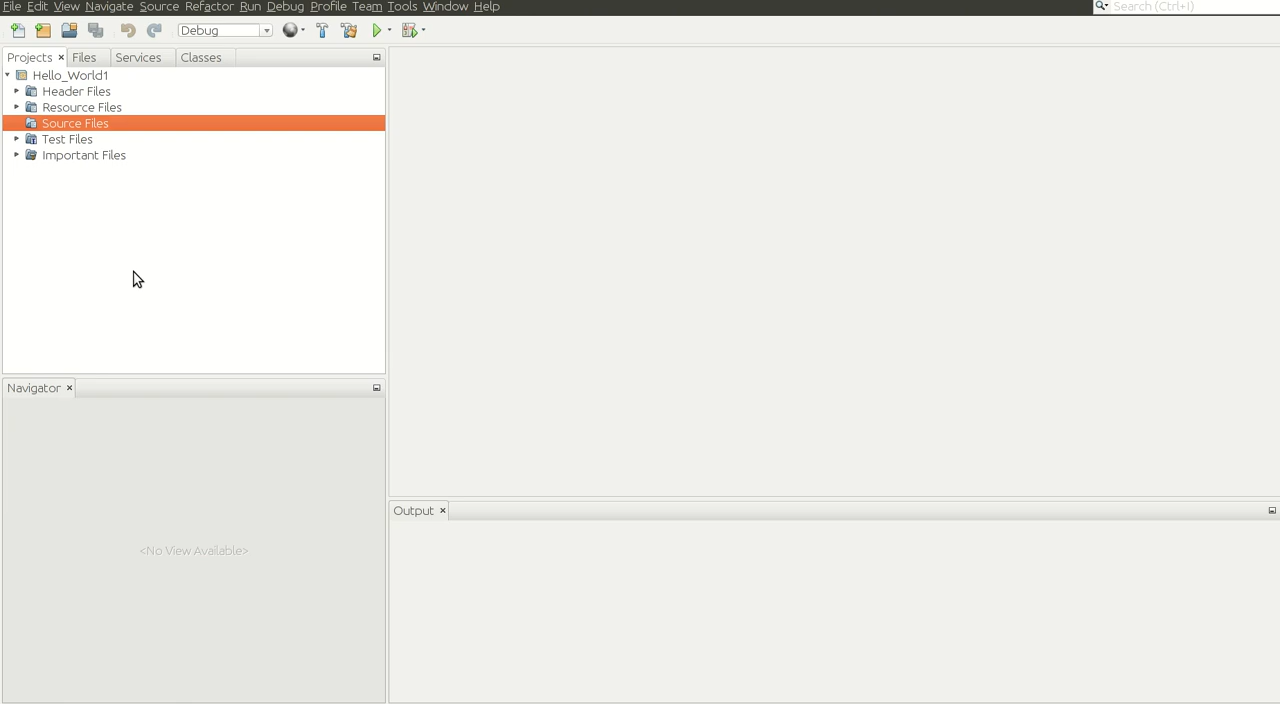 File Edit View Navigate Source Refactor Run Debug Profile Team Tools Window Help Search (Ctrl+I)
Debug
Projects Files Services Classes
Hello_World1
Header Files
Resource Files
Source Files
Test Files
Important Files
Navigator
<No View Available>
Output